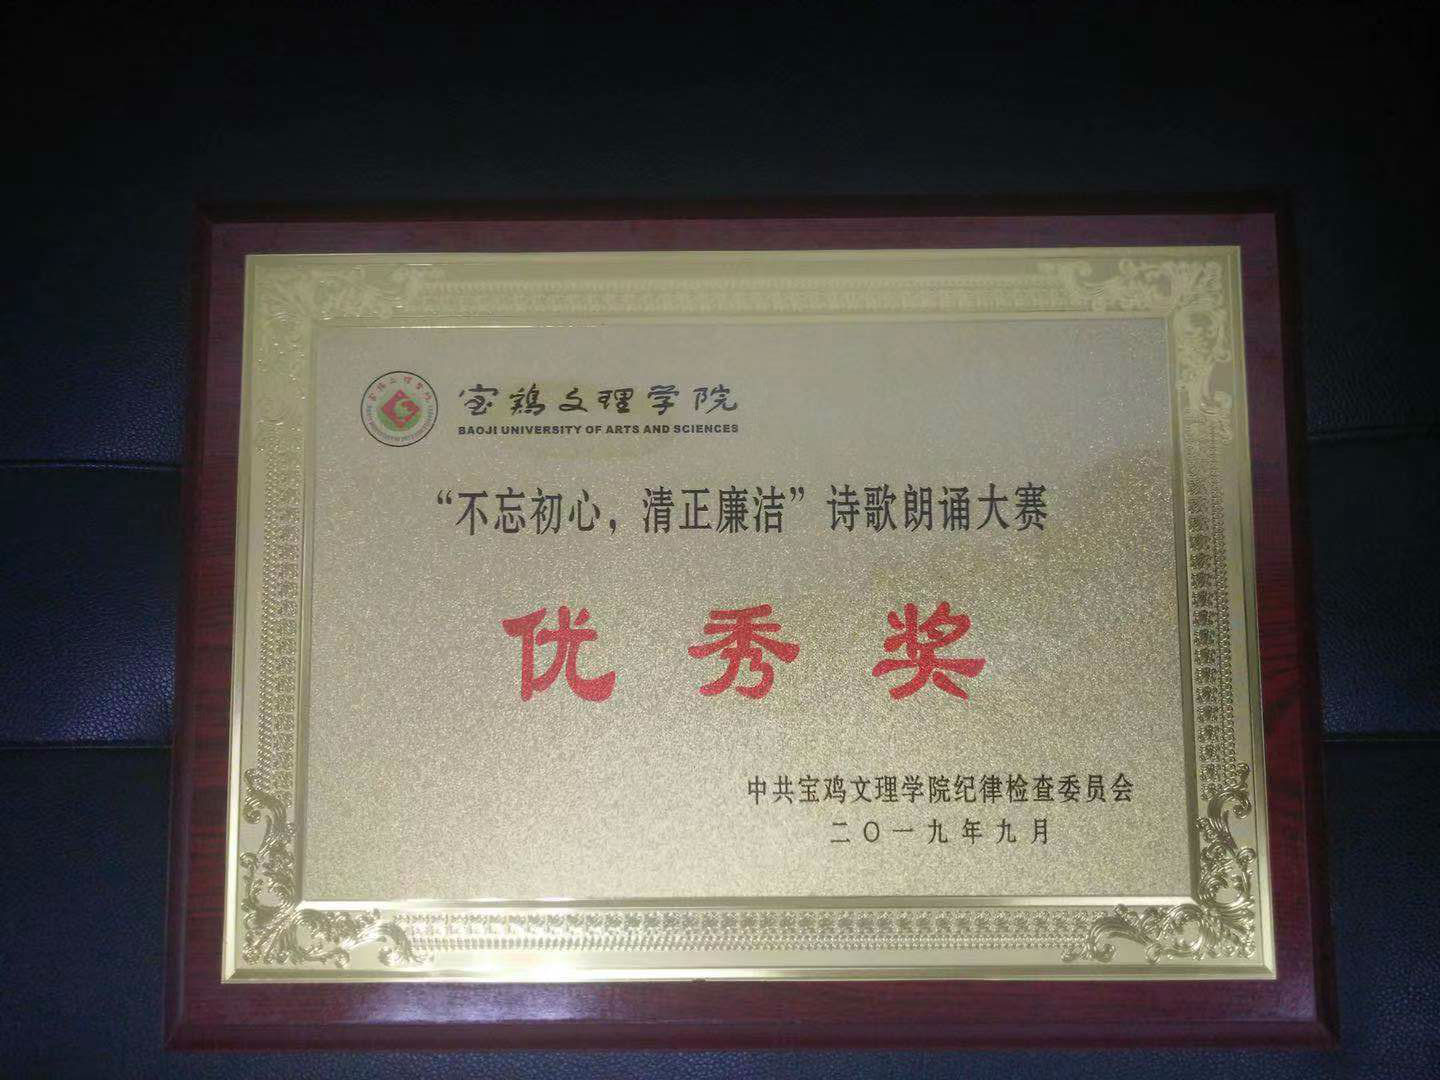 宝鸡文理学院
BAOJI UNIVERSITY OF ARTS AND SCIENCES
“不忘初心，清正廉洁”诗歌朗诵大赛
优秀奖
中共宝鸡文理学院纪律检查委员会
二〇一九年九月